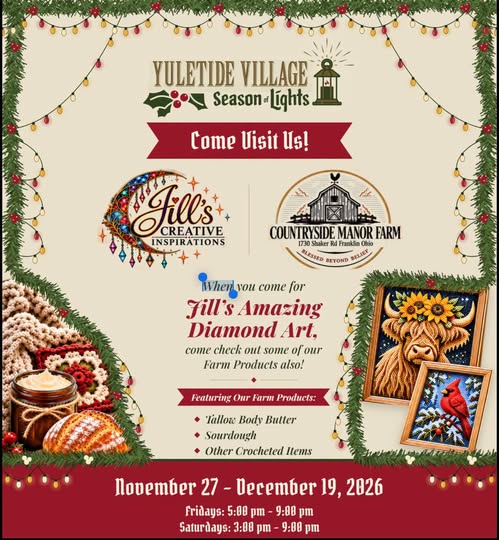 YULETIDE VILLAGE
Season of Lights
Come Visit Us!
Jill's
CREATIVE
INSPIRATIONS
COUNTRYSIDE MANOR FARM
1730 Shaker Rd Franklin Ohio
BLESSED BEYOND BELIEF
When you come for
Jill's Amazing
Diamond Art,
come check out some of our
Farm Products also!
Featuring Our Farm Products:
Tallow Body Butter
Sourdough
Other Crocheted Items
November 27 - December 19, 2026
Fridays: 5:00 pm - 9:00 pm
Saturdays: 3:00 pm - 9:00 pm